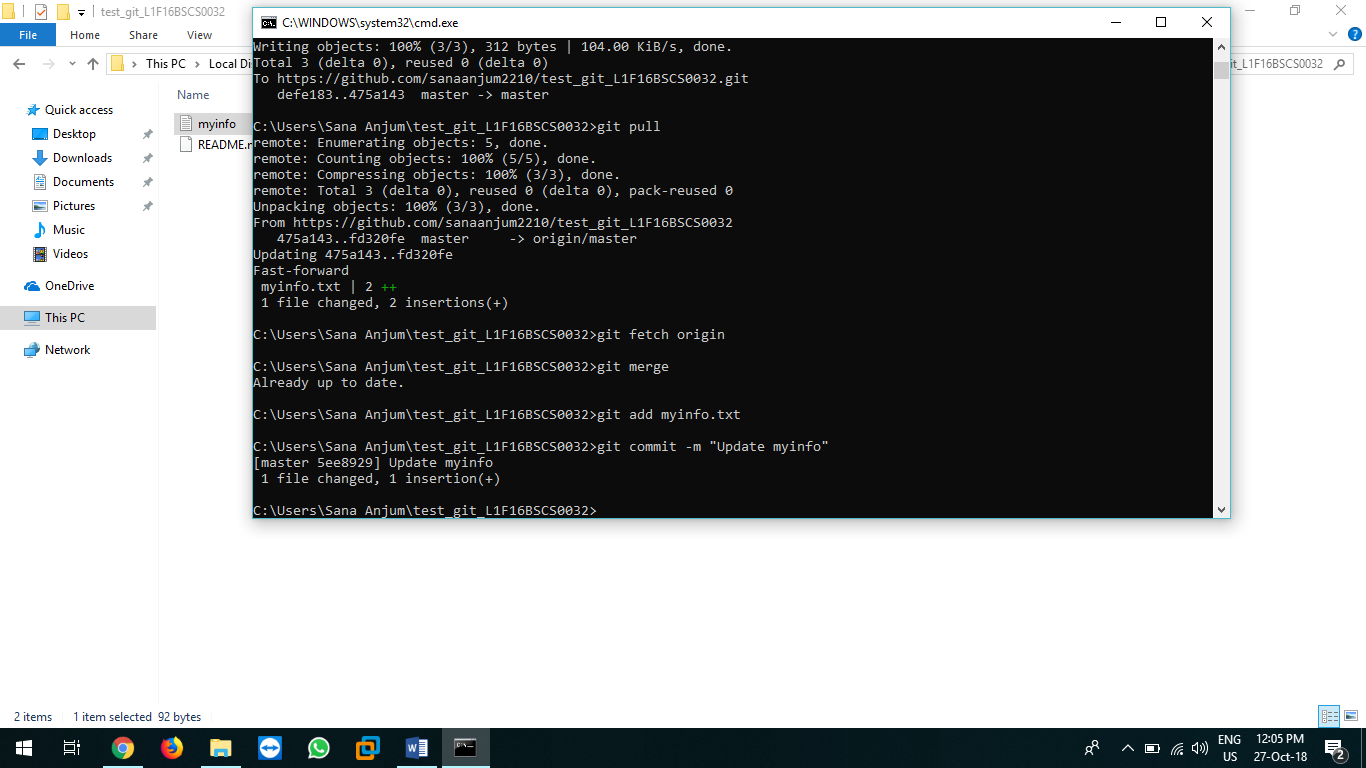 test_git_L1F16BSCS0032
C:\WINDOWS\system32\cmd.exe
File Home Share View
This PC Local Di
it_L1F16BSCS0032
Name
Quick access
Desktop
Downloads
Documents
Pictures
Music
Videos
OneDrive
This PC
Network
myinfo
README.
Writing objects: 100% (3/3), 312 bytes | 104.00 KiB/s, done.
Total 3 (delta 0), reused 0 (delta 0)
To https://github.com/sanaanjum2210/test_git_L1F16BSCS0032.git
defe183..475a143 master -> master
C:\Users\Sana Anjum\test_git_L1F16BSCS0032>git pull
remote: Enumerating objects: 5, done.
remote: Counting objects: 100% (5/5), done.
remote: Compressing objects: 100% (3/3), done.
remote: Total 3 (delta 0), reused 0 (delta 0), pack-reused 0
Unpacking objects: 100% (3/3), done.
From https://github.com/sanaanjum2210/test_git_L1F16BSCS0032
475a143..fd320fe master -> origin/master
Updating 475a143..fd320fe
Fast-forward
myinfo.txt | 2 ++
1 file changed, 2 insertions(+)
C:\Users\Sana Anjum\test_git_L1F16BSCS0032>git fetch origin
C:\Users\Sana Anjum\test_git_L1F16BSCS0032>git merge
Already up to date.
C:\Users\Sana Anjum\test_git_L1F16BSCS0032>git add myinfo.txt
C:\Users\Sana Anjum\test_git_L1F16BSCS0032>git commit -m "Update myinfo"
[master 5ee8929] Update myinfo
1 file changed, 1 insertion(+)
C:\Users\Sana Anjum\test_git_L1F16BSCS0032>
2 items 1 item selected 92 bytes
ENG
US
12:05 PM
27-Oct-18
2